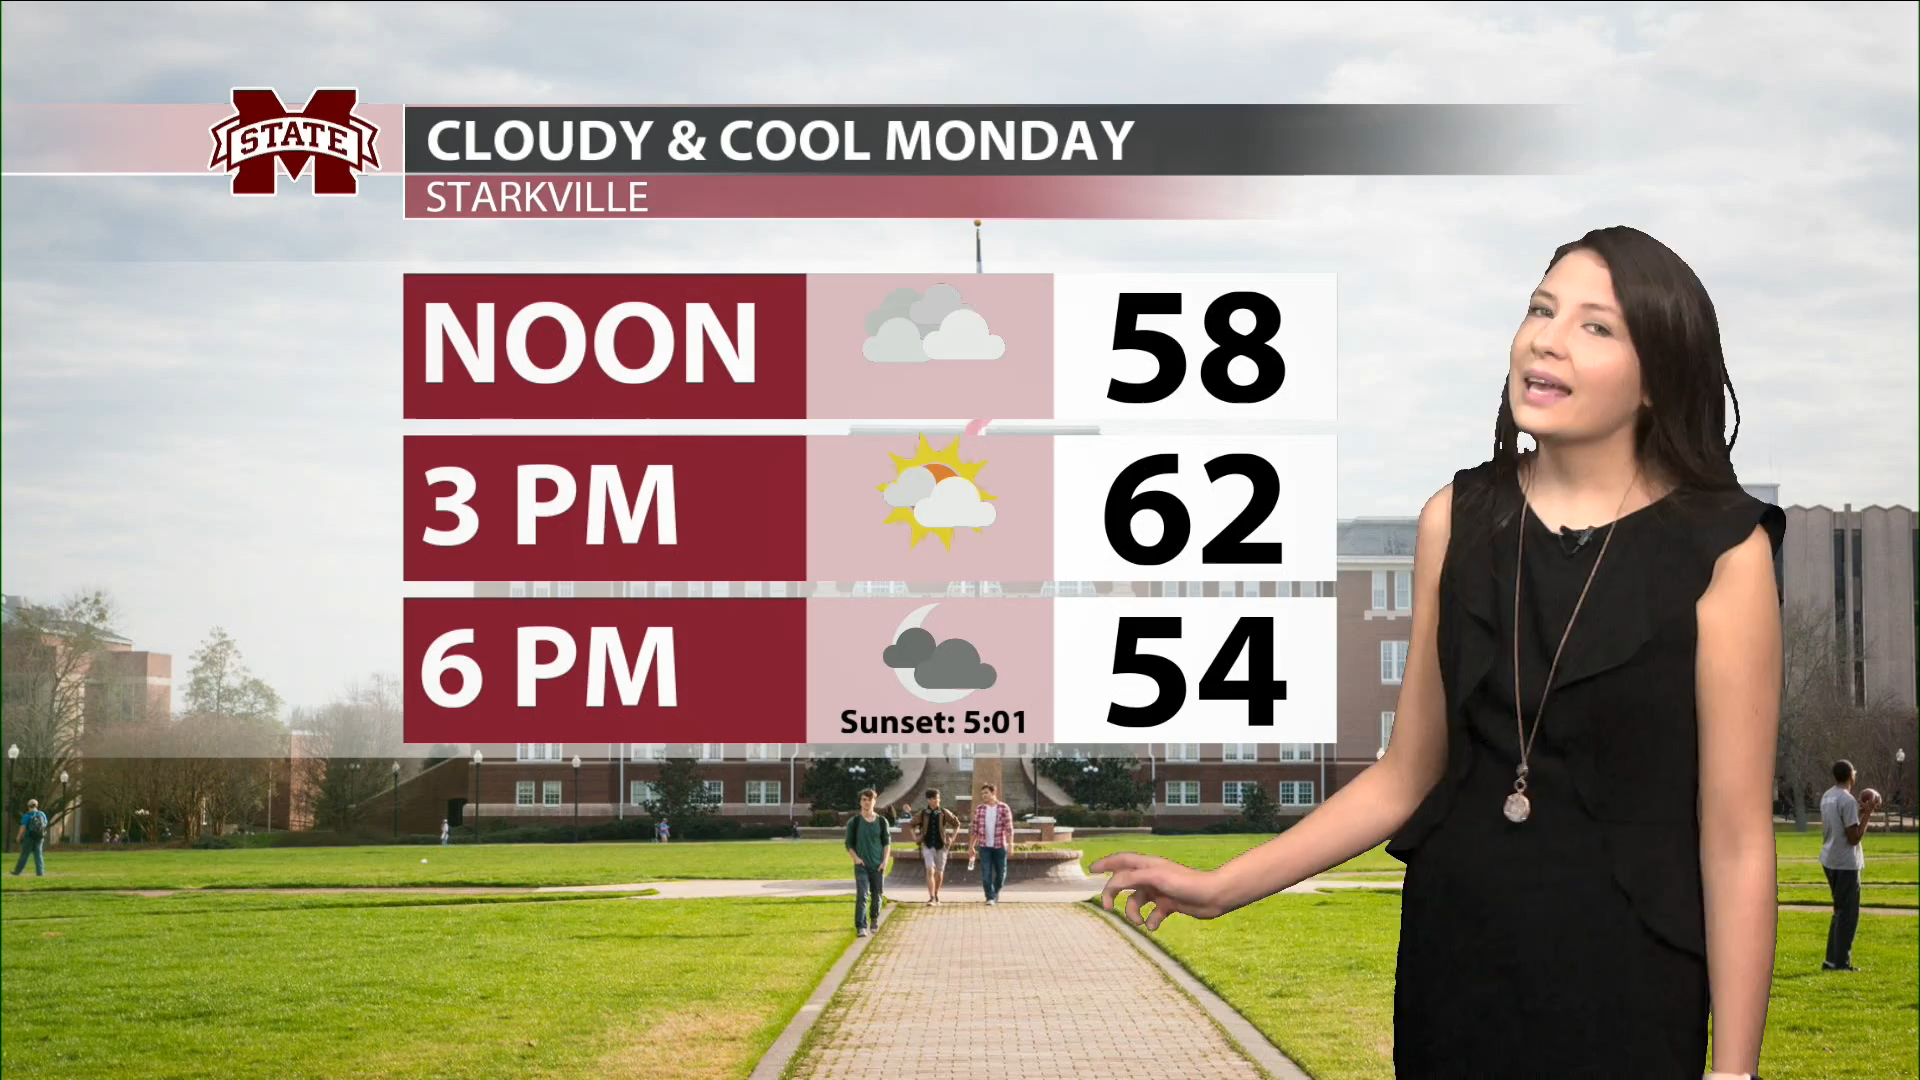 STATE
CLOUDY & COOL MONDAY
STARKVILLE
NOON
58
3 PM
62
6 PM
Sunset: 5:01
54